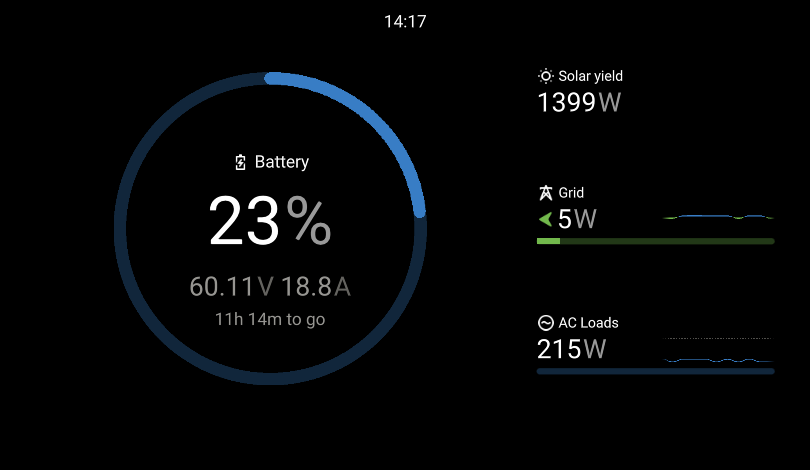 14:17
Battery
23%
60.11V 18.8A
11h 14m to go
Solar yield
1399W
Grid
5W
AC Loads
215W